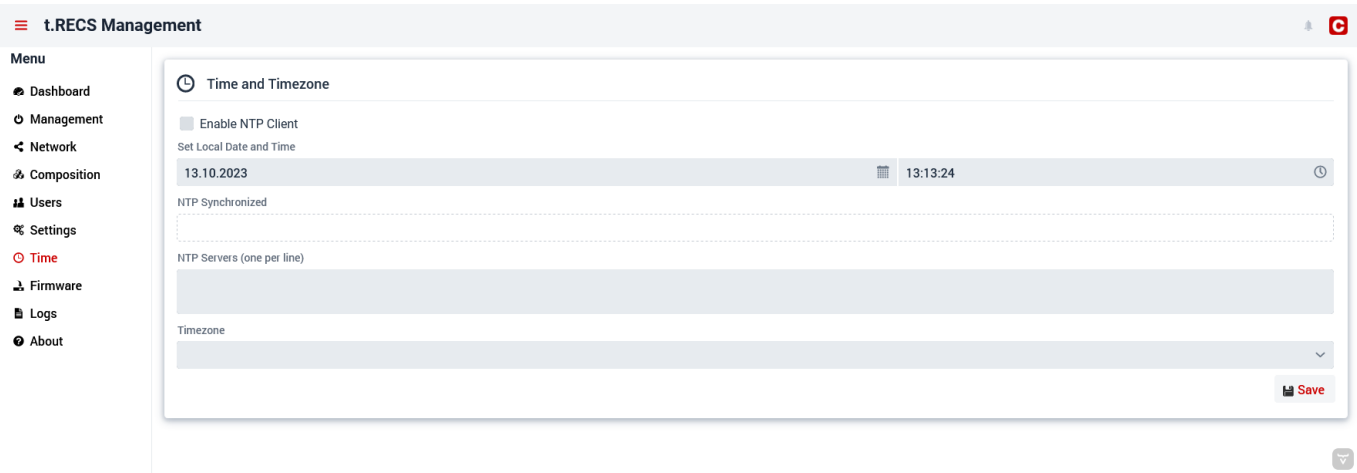 t.RECS Management
C
Menu
Dashboard
Management
Network
Composition
Users
Settings
Time
Firmware
Logs
About
Time and Timezone
Enable NTP Client
Set Local Date and Time
13.10.2023 13:13:24
NTP Synchronized
NTP Servers (one per line)
Timezone
Save